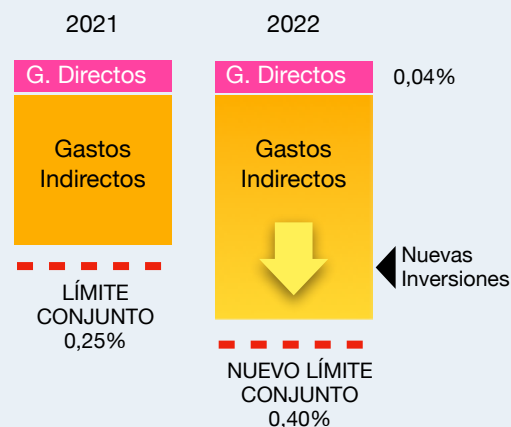 2021
2022
G. Directos
G. Directos
0,04%
Gastos
Indirectos
Gastos
Indirectos
Nuevas
Inversiones
LÍMITE
CONJUNTO
0,25%
NUEVO LÍMITE
CONJUNTO
0,40%